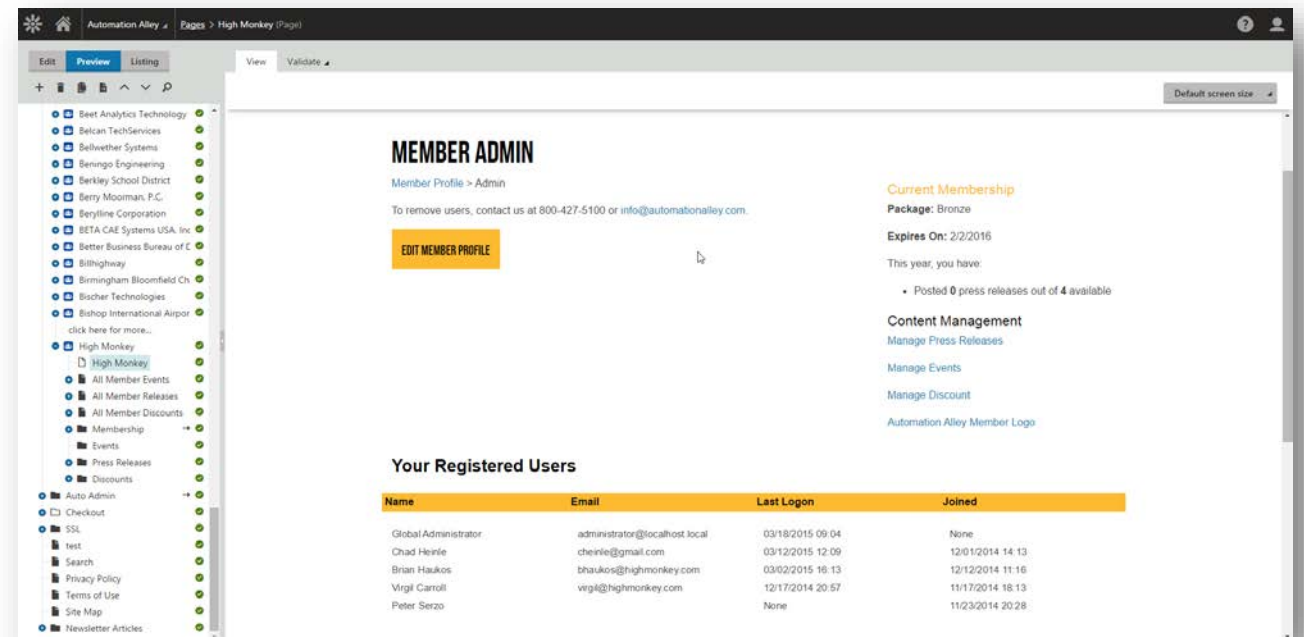 Automation Alley Pages > High Monkey (Page)
Edit Preview Listing
View Validate
Default screen size
Beet Analytics Technology
Belcan TechServices
Bellwether Systems
Beningo Engineering
Berkley School District
Berry Moorman, P.C.
Berylline Corporation
BETA CAE Systems USA, Inc
Better Business Bureau of D
Billhighway
Birmingham Bloomfield Ch
Bischer Technologies
Bishop International Airpor
click here for more...
High Monkey
High Monkey
All Member Events
All Member Releases
All Member Discounts
Membership
Events
Press Releases
Discounts
Auto Admin
Checkout
SSL
test
Search
Privacy Policy
Terms of Use
Site Map
Newsletter Articles
MEMBER ADMIN
Member Profile > Admin
To remove users, contact us at 800-427-5100 or info@automationalley.com.
EDIT MEMBER PROFILE
Current Membership
Package: Bronze
Expires On: 2/2/2016
This year, you have:
• Posted 0 press releases out of 4 available
Content Management
Manage Press Releases
Manage Events
Manage Discount
Automation Alley Member Logo
Your Registered Users
Name Email Last Logon Joined
Global Administrator administrator@localhost.local 03/18/2015 09:04 None
Chad Heinle cheinle@gmail.com 03/12/2015 12:09 12/01/2014 14:13
Brian Haukos bhaukos@highmonkey.com 03/02/2015 16:13 12/12/2014 11:16
Virgil Carroll virgil@highmonkey.com 12/17/2014 20:57 11/17/2014 18:13
Peter Serzo None 11/23/2014 20:28